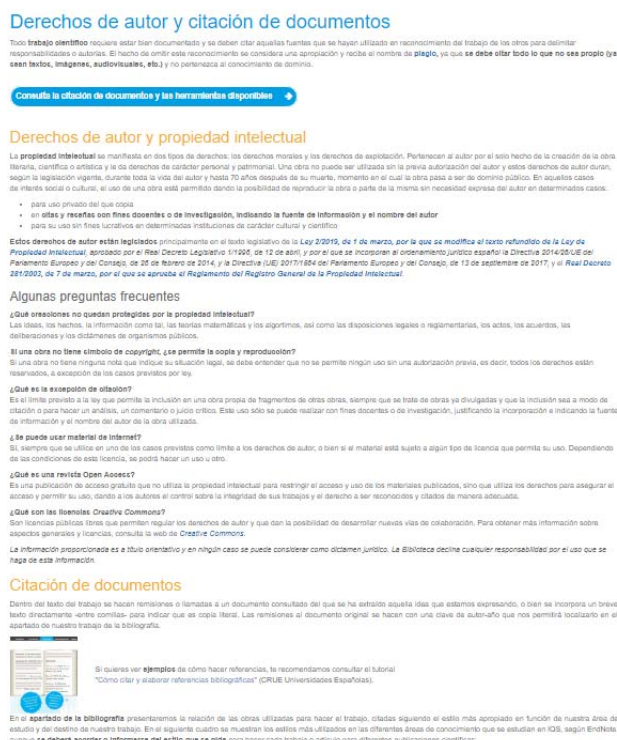 Derechos de autor y citación de documentos
Todo trabajo científico requiere estar bien documentado y se deben citar aquellas fuentes que se hayan utilizado en reconocimiento del trabajo de los otros para delimitar
responsabilidades o autorías. El hecho de omitir este reconocimiento se considera una apropiación y recibe el nombre de plagio, ya que se debe citar todo lo que no sea propio (ya
sean textos, imágenes, audiovisuales, etc.) y no pertenezca al conocimiento de dominio.
Consulta la citación de documentos y las herramientas disponibles →
Derechos de autor y propiedad intelectual
La propiedad intelectual se manifiesta en dos tipos de derechos: los derechos morales y los derechos de explotación. Pertenecen al autor por el solo hecho de la creación de la obra
literaria, científica o artística y le da derechos de carácter personal y patrimonial. Una obra no puede ser utilizada sin la previa autorización del autor y estos derechos de autor duran,
según la legislación vigente, durante toda la vida del autor y hasta 70 años después de su muerte, momento en el cual la obra pasa a ser de dominio público. En aquellos casos
de interés social o cultural, el uso de una obra está permitido dando la posibilidad de reproducir la obra o parte de la misma sin necesidad expresa del autor en determinados casos.
• para uso privado del que copia
• en citas y reseñas con fines docentes o de investigación, indicando la fuente de información y el nombre del autor
• para su uso sin fines lucrativos en determinadas instituciones de carácter cultural y científico
Estos derechos de autor están legislados principalmente en el texto legislativo de la Ley 2/2019, de 1 de marzo, por la que se modifica el texto refundido de la Ley de
Propiedad Intelectual, aprobado por el Real Decreto Legislativo 1/1996, de 12 de abril, y por el que se incorporan al ordenamiento jurídico español la Directiva 2014/26/UE del
Parlamento Europeo y del Consejo, de 26 de febrero de 2014, y la Directiva (UE) 2017/1564 del Parlamento Europeo y del Consejo, de 13 de septiembre de 2017, y el Real Decreto
281/2003, de 7 de marzo, por el que se aprueba el Reglamento del Registro General de la Propiedad Intelectual.
Algunas preguntas frecuentes
¿Qué creaciones no quedan protegidas por la propiedad intelectual?
Las ideas, los hechos, la información como tal, las teorías matemáticas y los algoritmos, así como las disposiciones legales o reglamentarias, los actos, los acuerdos, las
deliberaciones y los dictámenes de organismos públicos.
Si una obra no tiene símbolo de copyright, ¿se permite la copia y reproducción?
Si una obra no tiene ninguna nota que indique su situación legal, se debe entender que no se permite ningún uso sin una autorización previa, es decir, todos los derechos están
reservados, a excepción de los casos previstos por ley.
¿Qué es la excepción de citación?
Es el límite previsto a la ley que permite la inclusión en una obra propia de fragmentos de otras obras, siempre que se trate de obras ya divulgadas y que la inclusión sea a modo de
citación o para hacer un análisis, un comentario o juicio crítico. Este uso sólo se puede realizar con fines docentes o de investigación, justificando la incorporación e indicando la fuente
de información y el nombre del autor de la obra utilizada.
¿Se puede usar material de Internet?
Sí, siempre que se utilice en uno de los casos previstos como límite a los derechos de autor, o bien si el material está sujeto a algún tipo de licencia que permita su uso. Dependiendo
de las condiciones de esta licencia, se podrá hacer un uso u otro.
¿Qué es una revista Open Access?
Es una publicación de acceso gratuito que no utiliza la propiedad intelectual para restringir el acceso y uso de los materiales publicados, sino que utiliza los derechos para asegurar el
acceso y permitir su uso, dando a los autores el control sobre la integridad de sus trabajos y el derecho a ser reconocidos y citados de manera adecuada.
¿Qué son las licencias Creative Commons?
Son licencias públicas libres que permiten regular los derechos de autor y que dan la posibilidad de desarrollar nuevas vías de colaboración. Para obtener más información sobre
aspectos generales y licencias, consulta la web de Creative Commons.
La información proporcionada es a título orientativo y en ningún caso se puede considerar como dictamen jurídico. La Biblioteca declina cualquier responsabilidad por el uso que se
haga de esta información.
Citación de documentos
Dentro del texto del trabajo se hacen remisiones o llamadas a un documento consultado del que se ha extraído aquella idea que estamos expresando, o bien se incorpora un breve
texto directamente -entre comillas- para indicar que es copia literal. Las remisiones al documento original se hacen con una clave de autor-año que nos permitirá localizarlo en el
apartado de nuestro trabajo de la bibliografía.
Si quieres ver ejemplos de cómo hacer referencias, te recomendamos consultar el tutorial
"Cómo citar y elaborar referencias bibliográficas" (CRUE Universidades Españolas).
En el apartado de la bibliografía presentaremos la relación de las obras utilizadas para hacer el trabajo, citadas siguiendo el estilo más apropiado en función de nuestra área de
estudio y del destino de nuestro trabajo. En el siguiente cuadro se muestran los estilos más utilizados en las diferentes áreas de conocimiento que se estudian en IQS, según EndNote,
aunque se deberá acordar o informarse del estilo que se pide para hacer cada trabajo o artículo para diferentes publicaciones científicas: